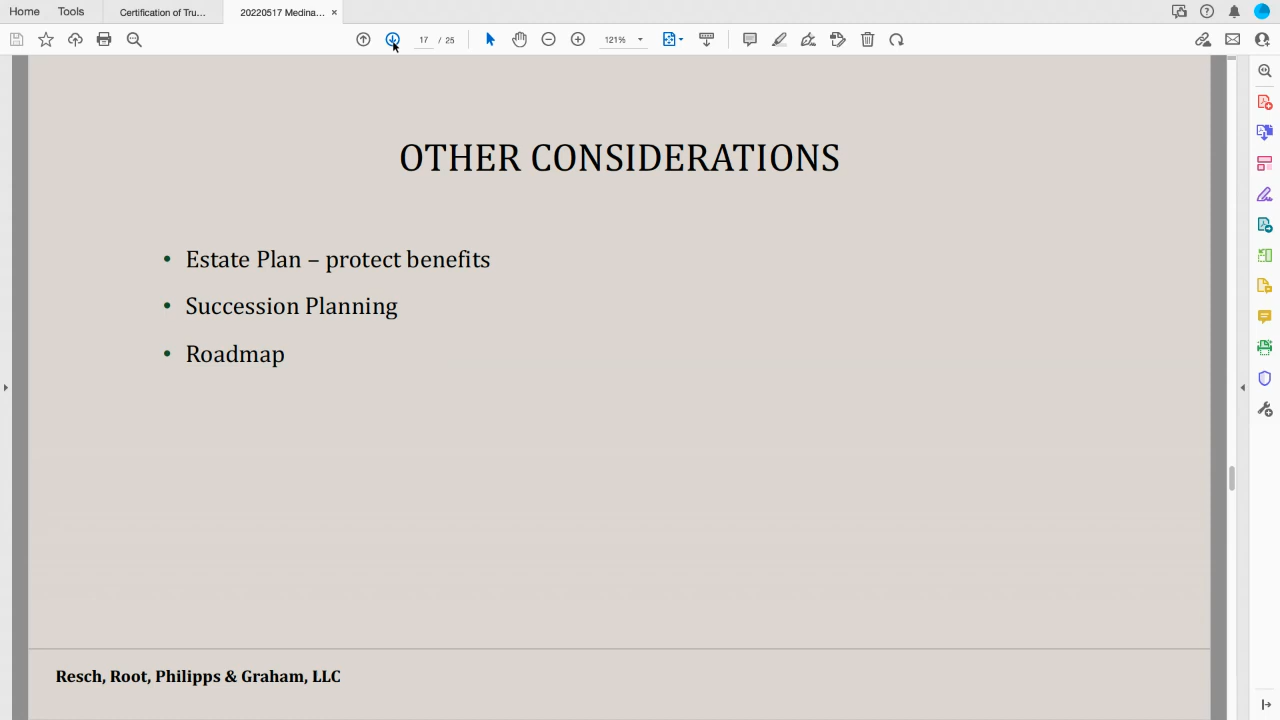 Home
Tools
Certification of Tru...
20220517 Medina...
17 / 25
121%
OTHER CONSIDERATIONS
• Estate Plan – protect benefits
• Succession Planning
• Roadmap
Resch, Root, Philipps & Graham, LLC